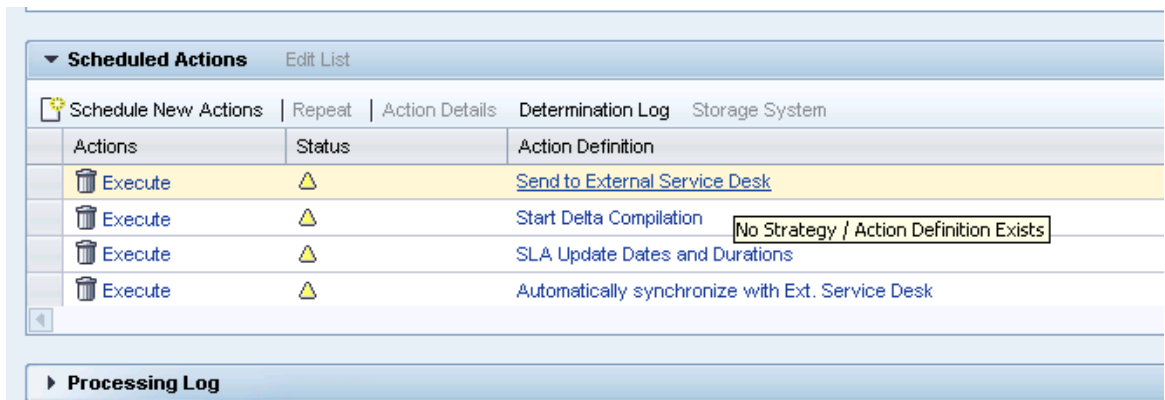 Scheduled Actions Edit List
Schedule New Actions | Repeat | Action Details Determination Log Storage System
Actions Status Action Definition
Execute Send to External Service Desk
Execute Start Delta Compilation
No Strategy / Action Definition Exists
Execute SLA Update Dates and Durations
Execute Automatically synchronize with Ext. Service Desk
Processing Log